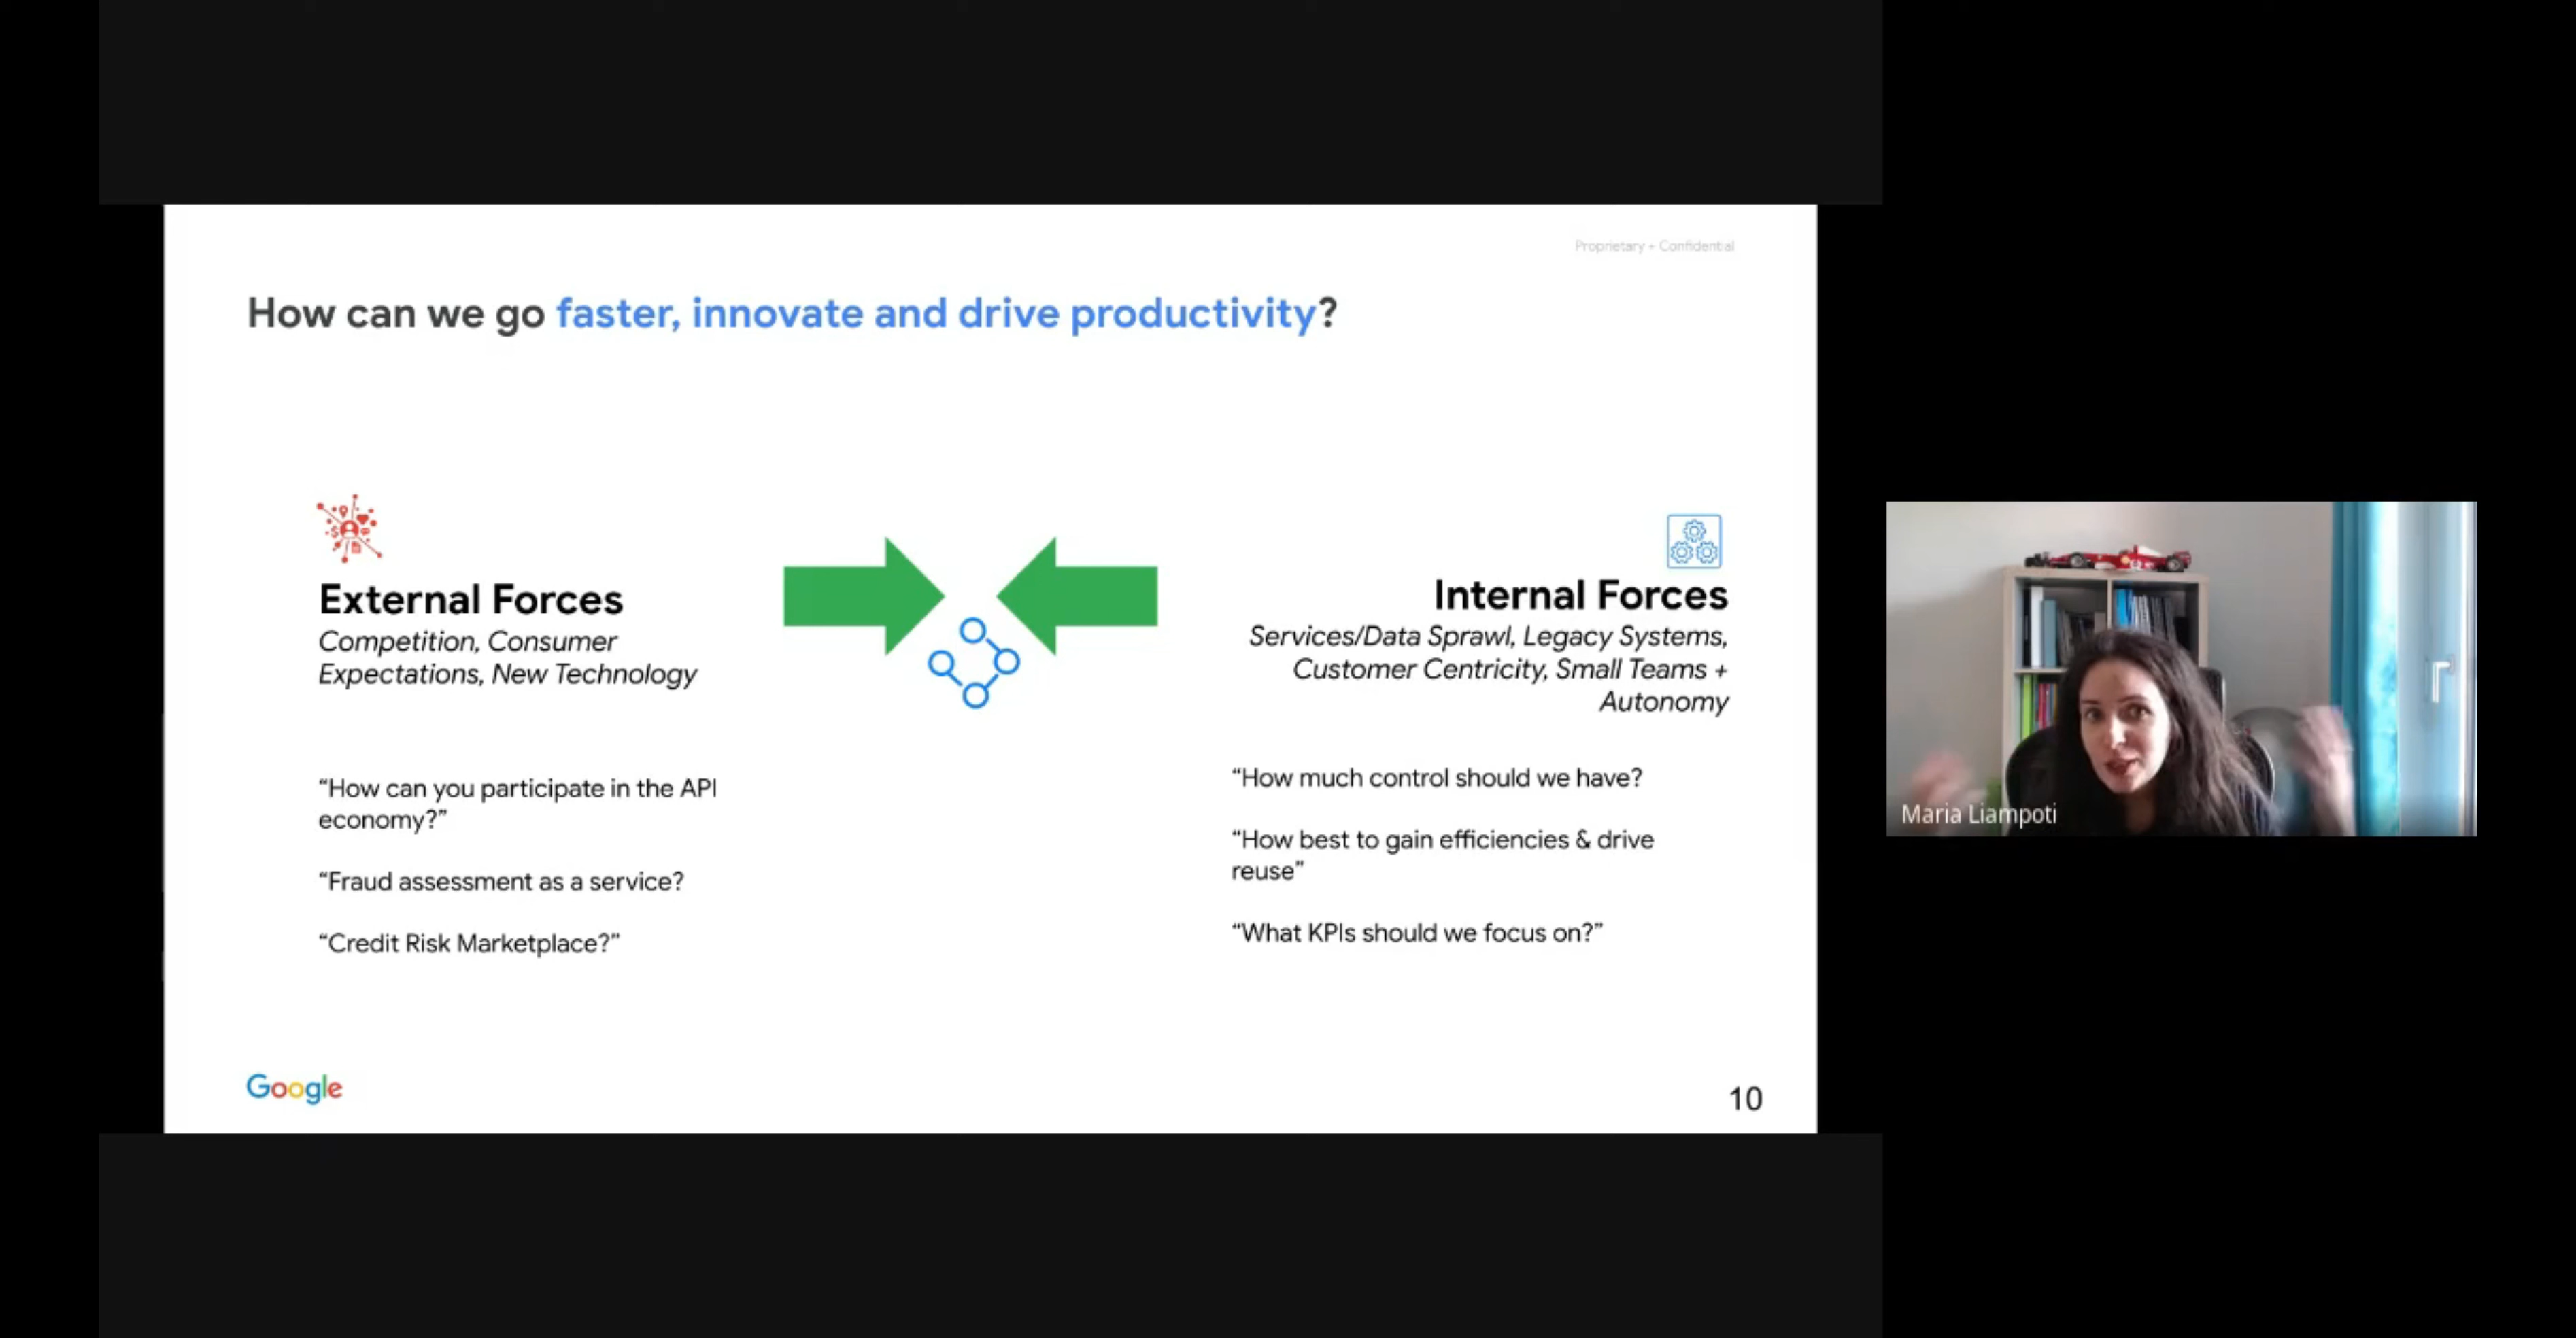 Proprietary + Confidential
How can we go faster, innovate and drive productivity?
External Forces
Competition, Consumer
Expectations, New Technology
“How can you participate in the API
economy?”
“Fraud assessment as a service?
“Credit Risk Marketplace?”
Internal Forces
Services/Data Sprawl, Legacy Systems,
Customer Centricity, Small Teams +
Autonomy
“How much control should we have?
“How best to gain efficiencies & drive
reuse”
“What KPIs should we focus on?”
Google
10
Maria Liampoti